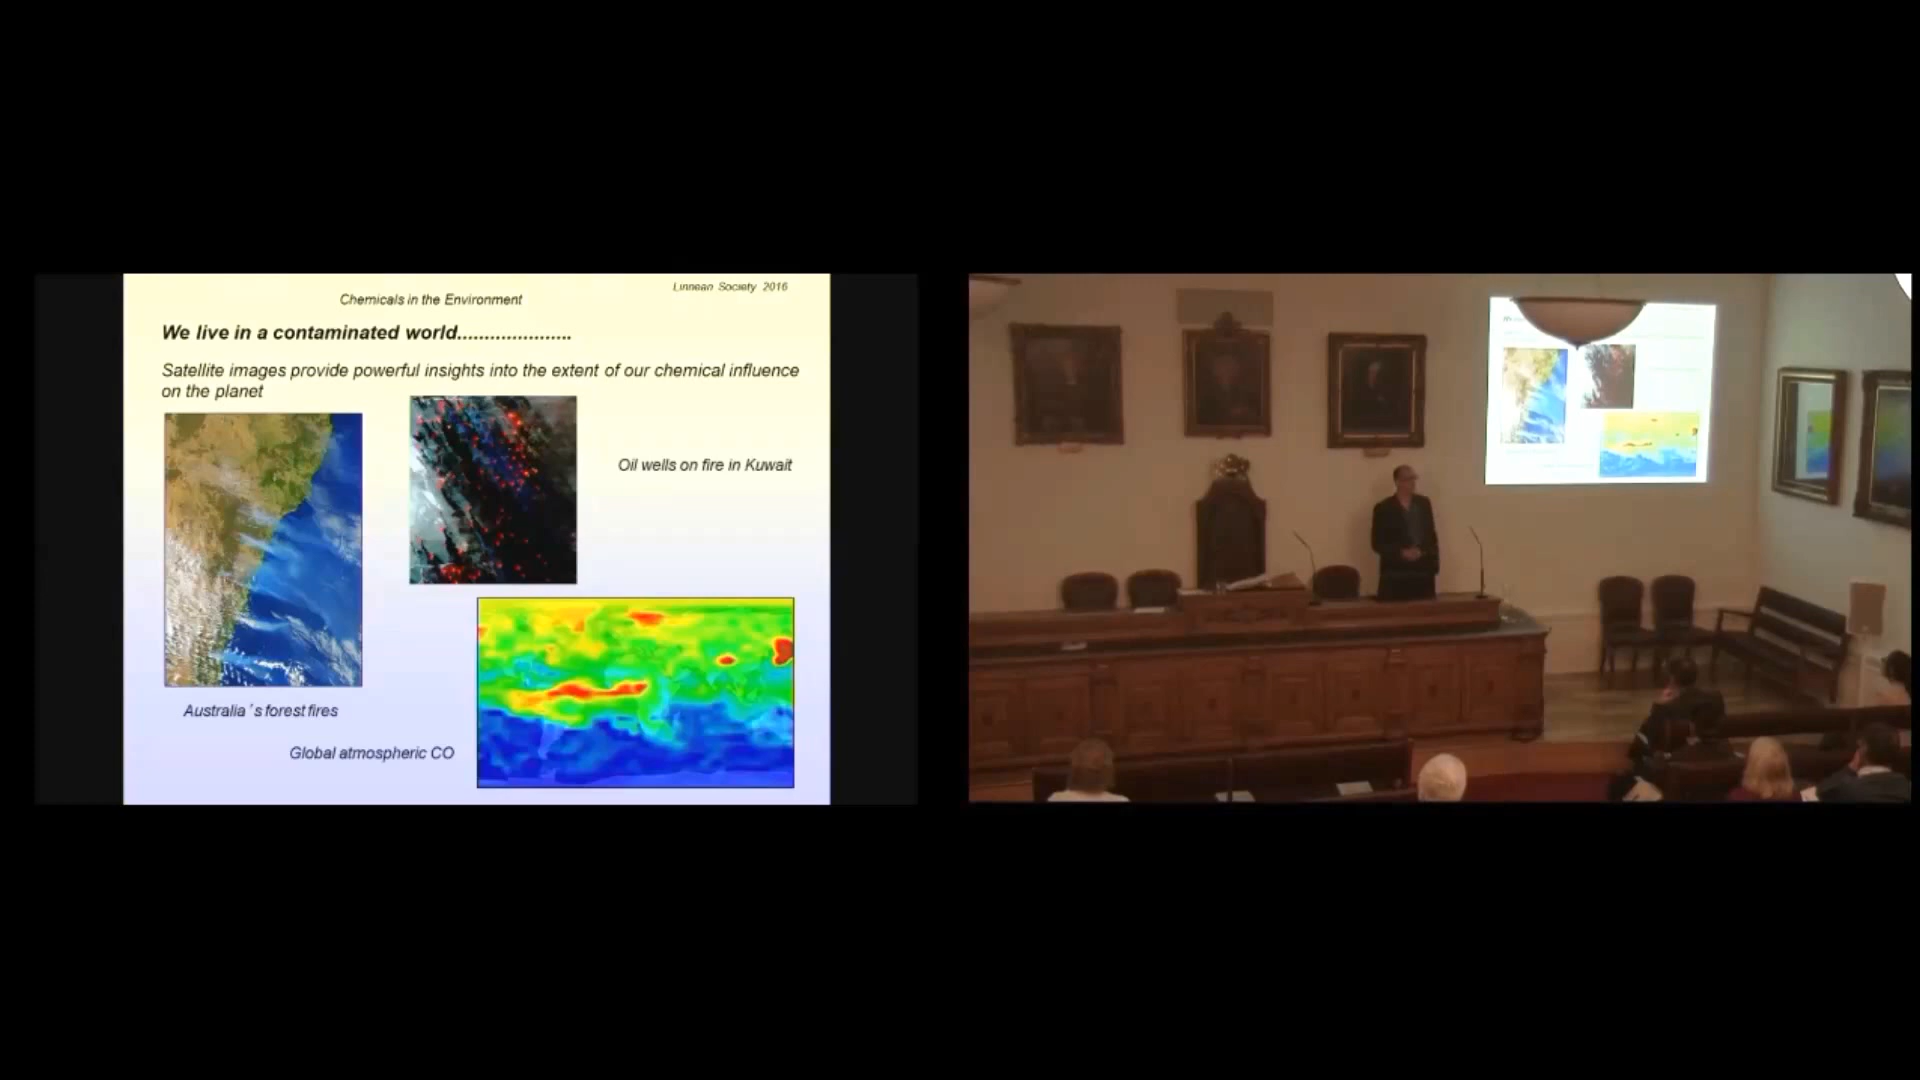 Linnean Society 2016
Chemicals in the Environment
We live in a contaminated world.....................
Satellite images provide powerful insights into the extent of our chemical influence
on the planet
Oil wells on fire in Kuwait
Australia ’s forest fires
Global atmospheric CO